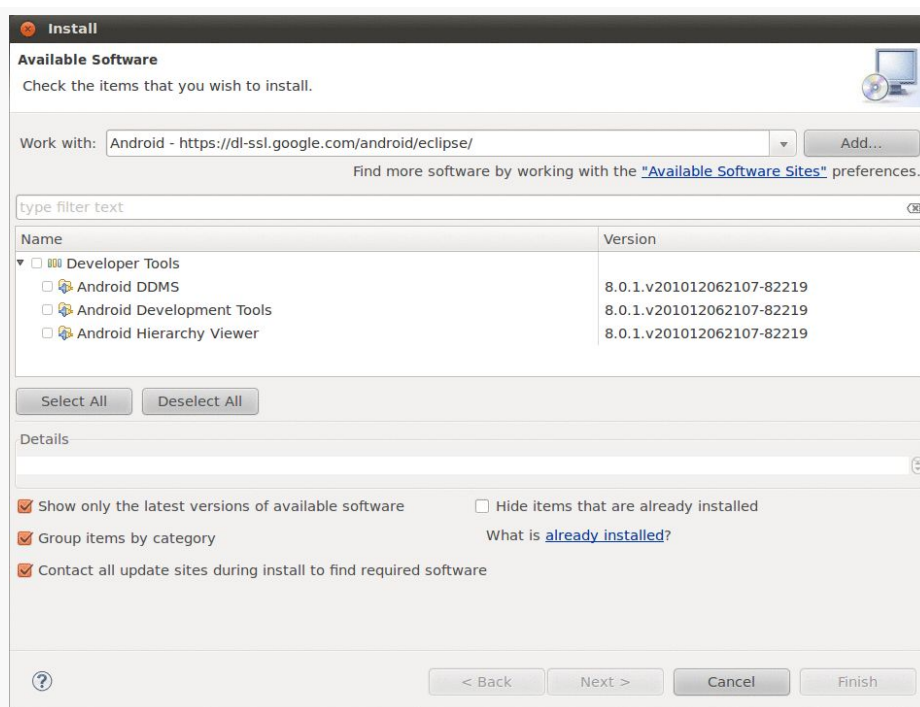 Install
Available Software
Check the items that you wish to install.
Work with: Android - https://dl-ssl.google.com/android/eclipse/ Add...
Find more software by working with the "Available Software Sites" preferences.
type filter text
Name Version
Developer Tools
Android DDMS 8.0.1.v201012062107-82219
Android Development Tools 8.0.1.v201012062107-82219
Android Hierarchy Viewer 8.0.1.v201012062107-82219
Select All Deselect All
Details
Show only the latest versions of available software Hide items that are already installed
Group items by category What is already installed?
Contact all update sites during install to find required software
? < Back Next > Cancel Finish